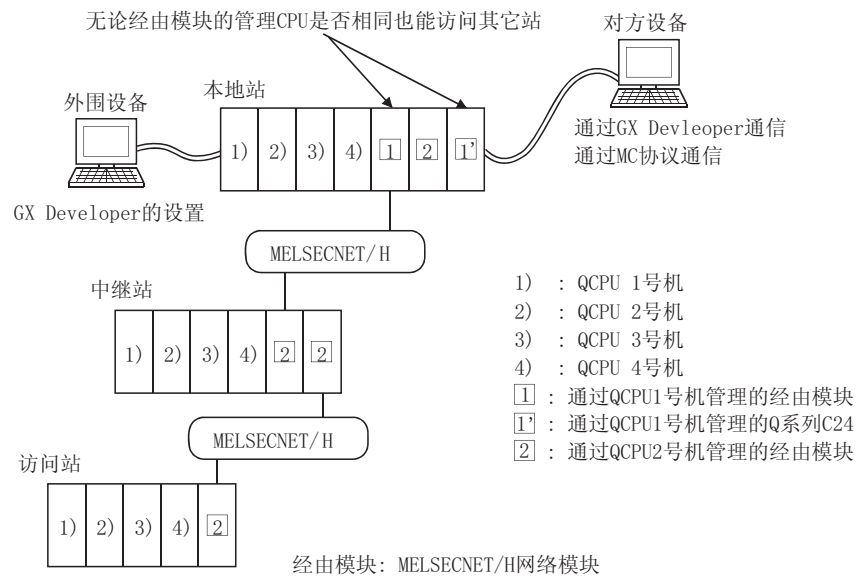 无论经由模块的管理CPU是否相同也能访问其它站
对方设备
外围设备
本地站
1) 2) 3) 4) 1 2 1'
通过GX Devleoper通信
通过MC协议通信
GX Developer的设置
MELSECNET/H
中继站
1) 2) 3) 4) 2 2
1) : QCPU 1号机
2) : QCPU 2号机
3) : QCPU 3号机
4) : QCPU 4号机
1 : 通过QCPU1号机管理的经由模块
1' : 通过QCPU1号机管理的Q系列C24
2 : 通过QCPU2号机管理的经由模块
MELSECNET/H
访问站
1) 2) 3) 4) 2
经由模块: MELSECNET/H网络模块